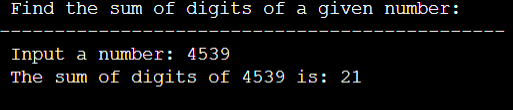 Find the sum of digits of a given number:
--------------------------------------------------
Input a number: 4539
The sum of digits of 4539 is: 21